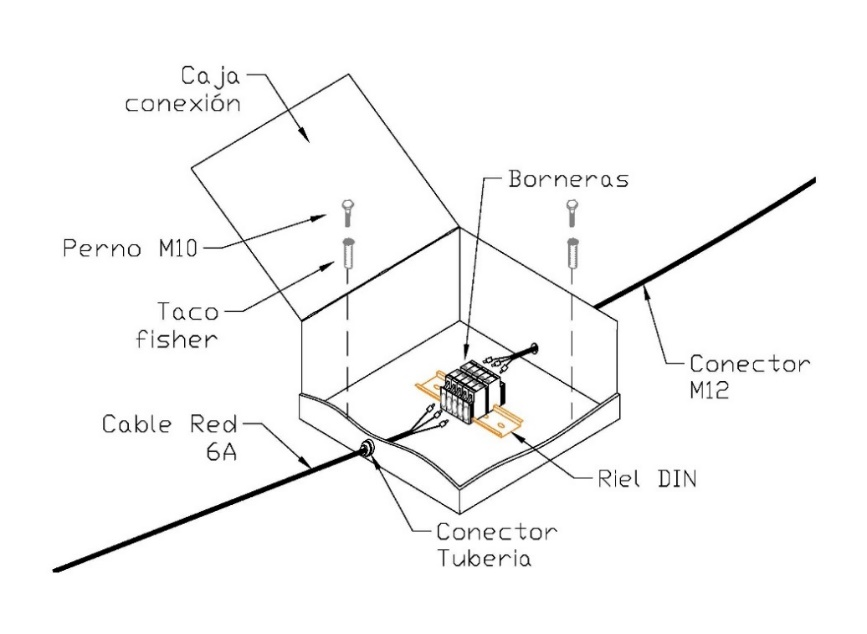 Caja
conexión
Borneras
Perno M10
Taco
fisher
Conector
M12
Cable Red
6A
Riel DIN
Conector
Tuberia